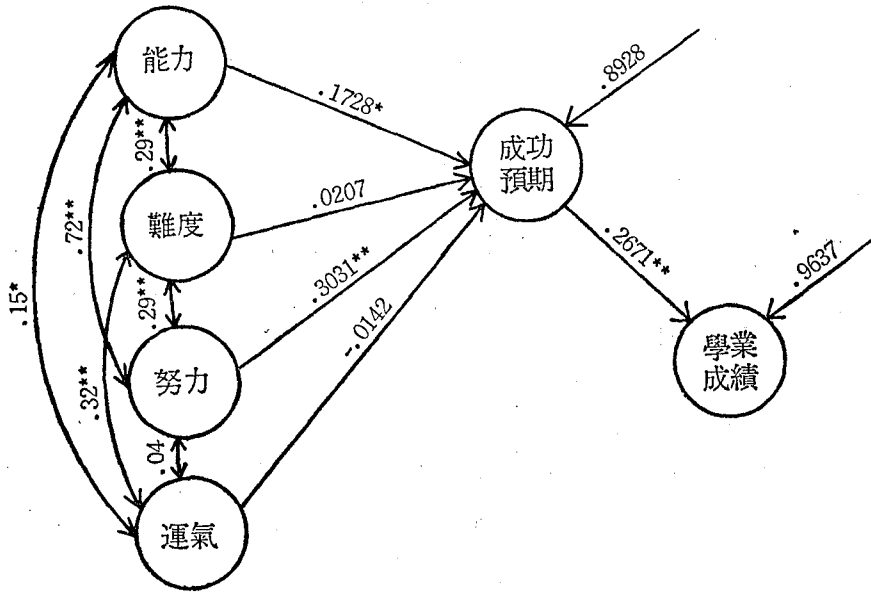 能力
.1728*
.8928
成功
預期
.29**
難度
.0207
.72**
.2671**
.9637
.15*
.29**
.3031**
-.0142
學業
成績
努力
.32**
.04
運氣